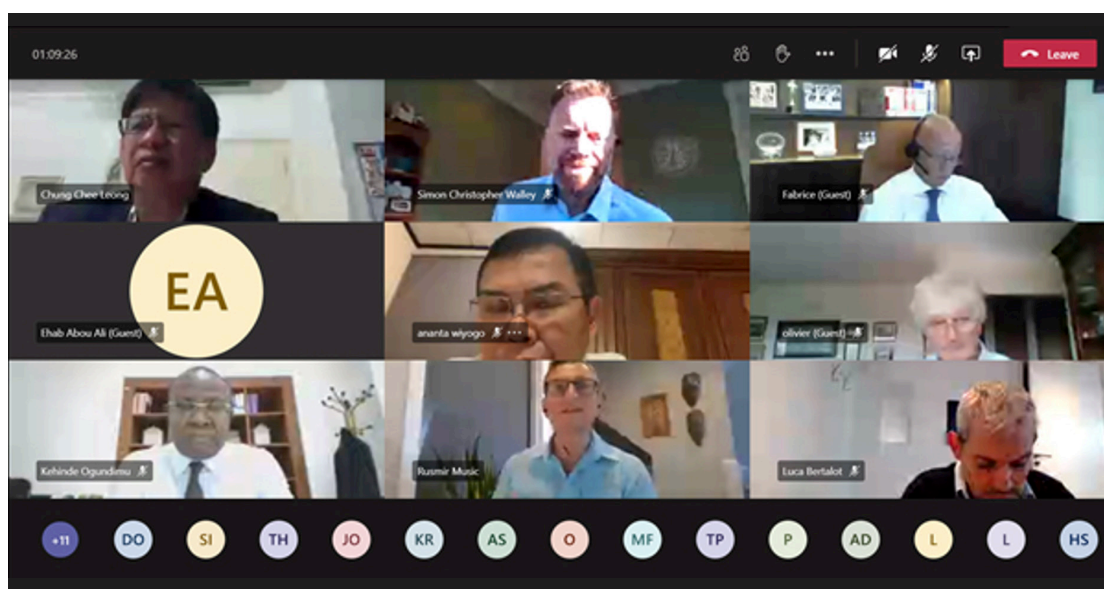 01:09:26
Leave
Chung Chee Leong
Simon Christopher Walley
Fabrice (Guest)
EA
Ehab Abou Ali (Guest)
ananta wiyogo
olivier (Guest)
Kehinde Ogundimu
Rusmir Music
Luca Bertalot
+11 DO SI TH JO KR AS O MF TP P AD L L HS